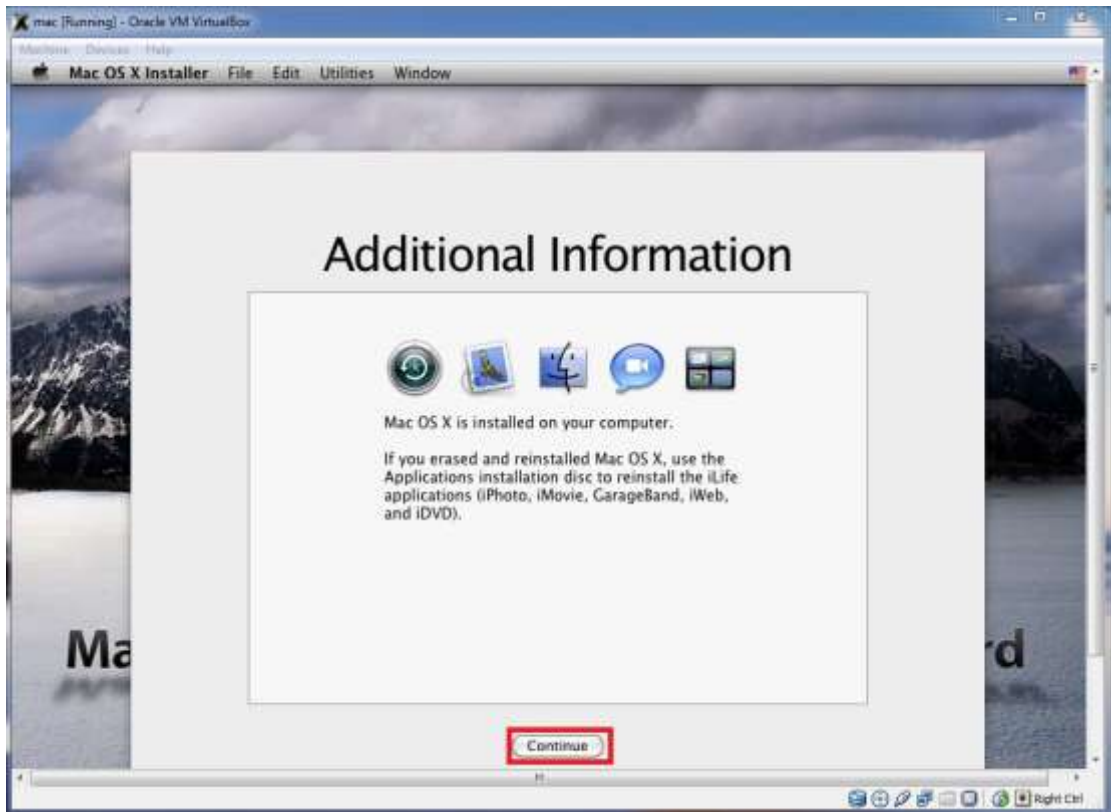 mac [Running] - Oracle VM VirtualBox
Machine Devices Help
Mac OS X Installer File Edit Utilities Window
Additional Information
Mac OS X is installed on your computer.
If you erased and reinstalled Mac OS X, use the
Applications installation disc to reinstall the iLife
applications (iPhoto, iMovie, GarageBand, iWeb,
and iDVD).
Ma
rd
Continue
Right Ctrl